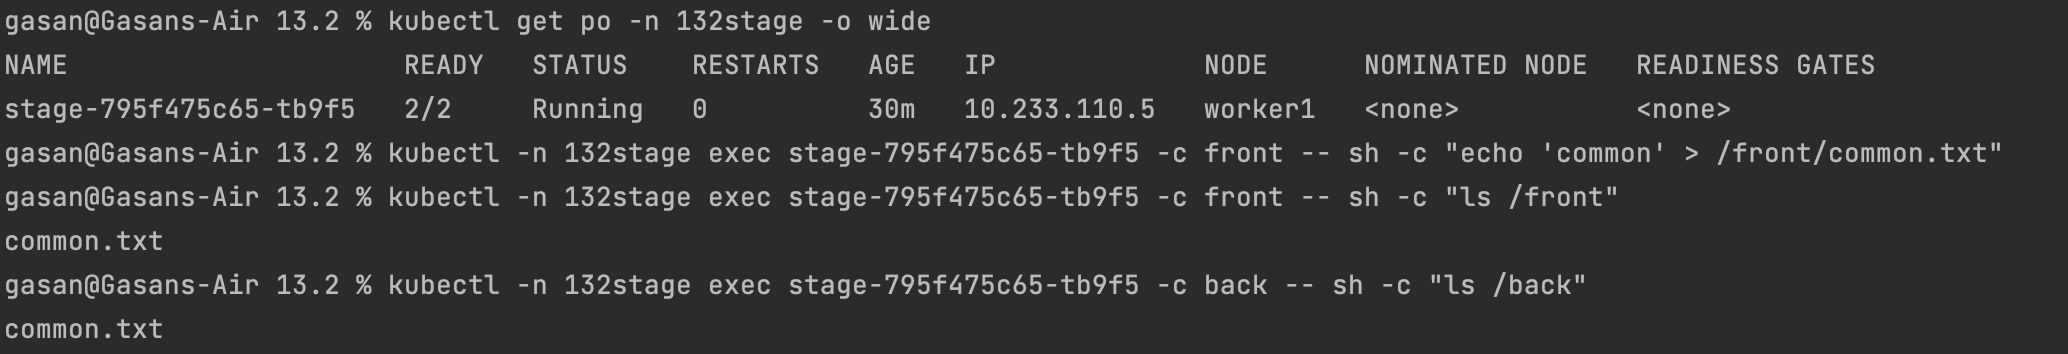 gasan@Gasans-Air 13.2 % kubectl get po -n 132stage -o wide
NAME                     READY   STATUS    RESTARTS   AGE   IP             NODE      NOMINATED NODE   READINESS GATES
stage-795f475c65-tb9f5   2/2     Running   0          30m   10.233.110.5   worker1   <none>           <none>
gasan@Gasans-Air 13.2 % kubectl -n 132stage exec stage-795f475c65-tb9f5 -c front -- sh -c "echo 'common' > /front/common.txt"
gasan@Gasans-Air 13.2 % kubectl -n 132stage exec stage-795f475c65-tb9f5 -c front -- sh -c "ls /front"
common.txt
gasan@Gasans-Air 13.2 % kubectl -n 132stage exec stage-795f475c65-tb9f5 -c back -- sh -c "ls /back"
common.txt